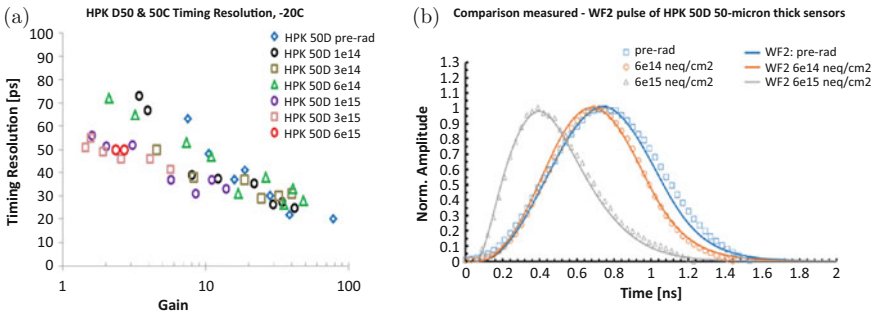 (a)
HPK D50 & 50C Timing Resolution, -20C
Timing Resolution [ps]
100
90
80
70
60
50
40
30
20
10
0
HPK 50D pre-rad
HPK 50D 1e14
HPK 50D 3e14
HPK 50D 6e14
HPK 50D 1e15
HPK 50D 3e15
HPK 50D 6e15
1 10 100
Gain
(b)
Comparison measured - WF2 pulse of HPK 50D 50-micron thick sensors
pre-rad
6e14 neq/cm2
6e15 neq/cm2
WF2: pre-rad
WF2 6e14 neq/cm2
WF2 6e15 neq/cm2
Norm. Amplitude
1.3
1.2
1.1
1
0.9
0.8
0.7
0.6
0.5
0.4
0.3
0.2
0.1
0 0.2 0.4 0.6 0.8 1 1.2 1.4 1.6 1.8 2
Time [ns]